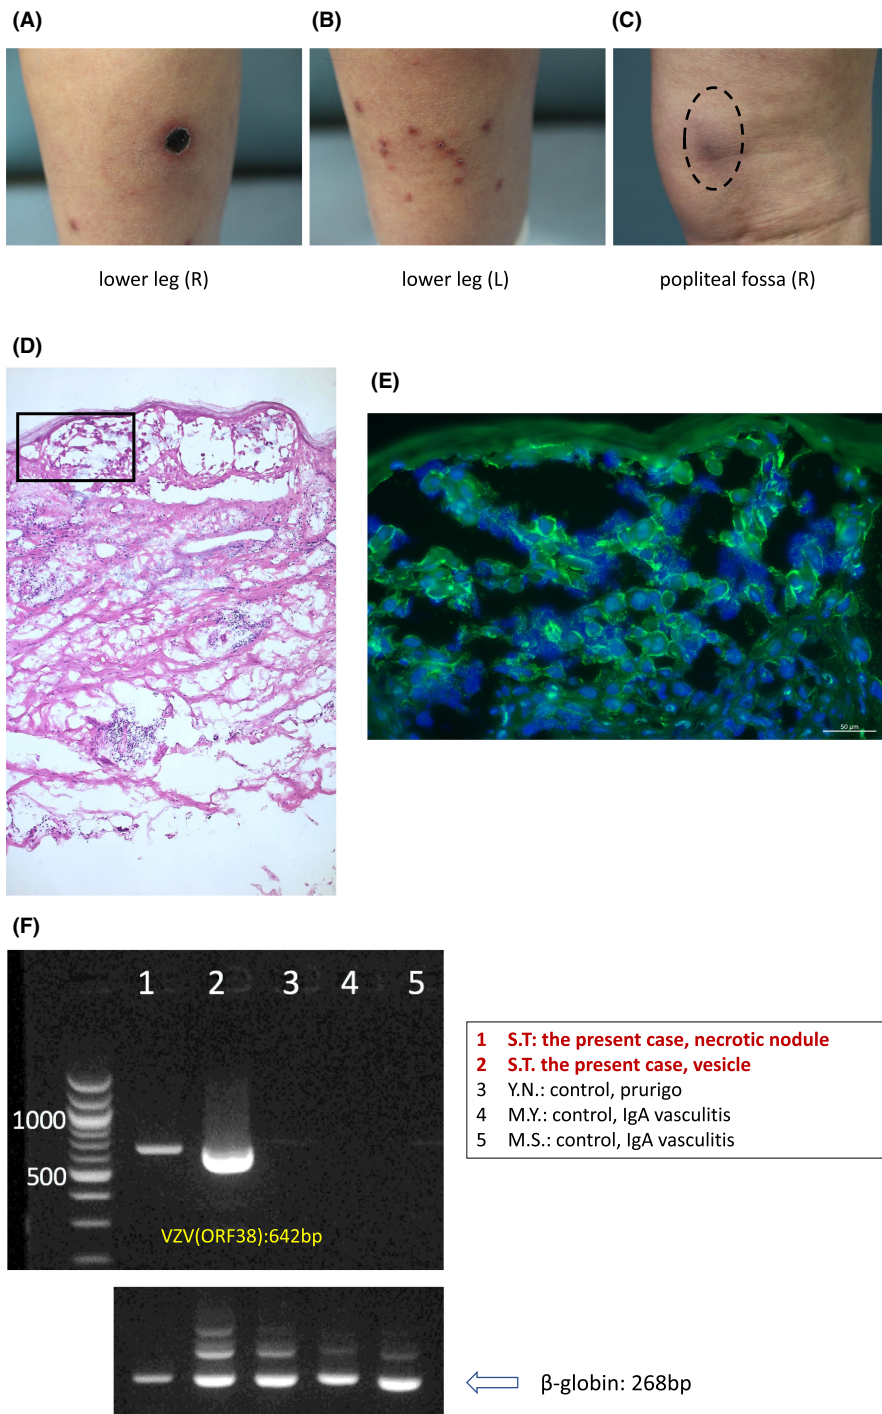 (A)
(B)
(C)
lower leg (R)
lower leg (L)
popliteal fossa (R)
(D)
(E)
50 µm
(F)
1 2 3 4 5
1000
500
VZV(ORF38):642bp
1 S.T: the present case, necrotic nodule
2 S.T. the present case, vesicle
3 Y.N.: control, prurigo
4 M.Y.: control, IgA vasculitis
5 M.S.: control, IgA vasculitis
β-globin: 268bp